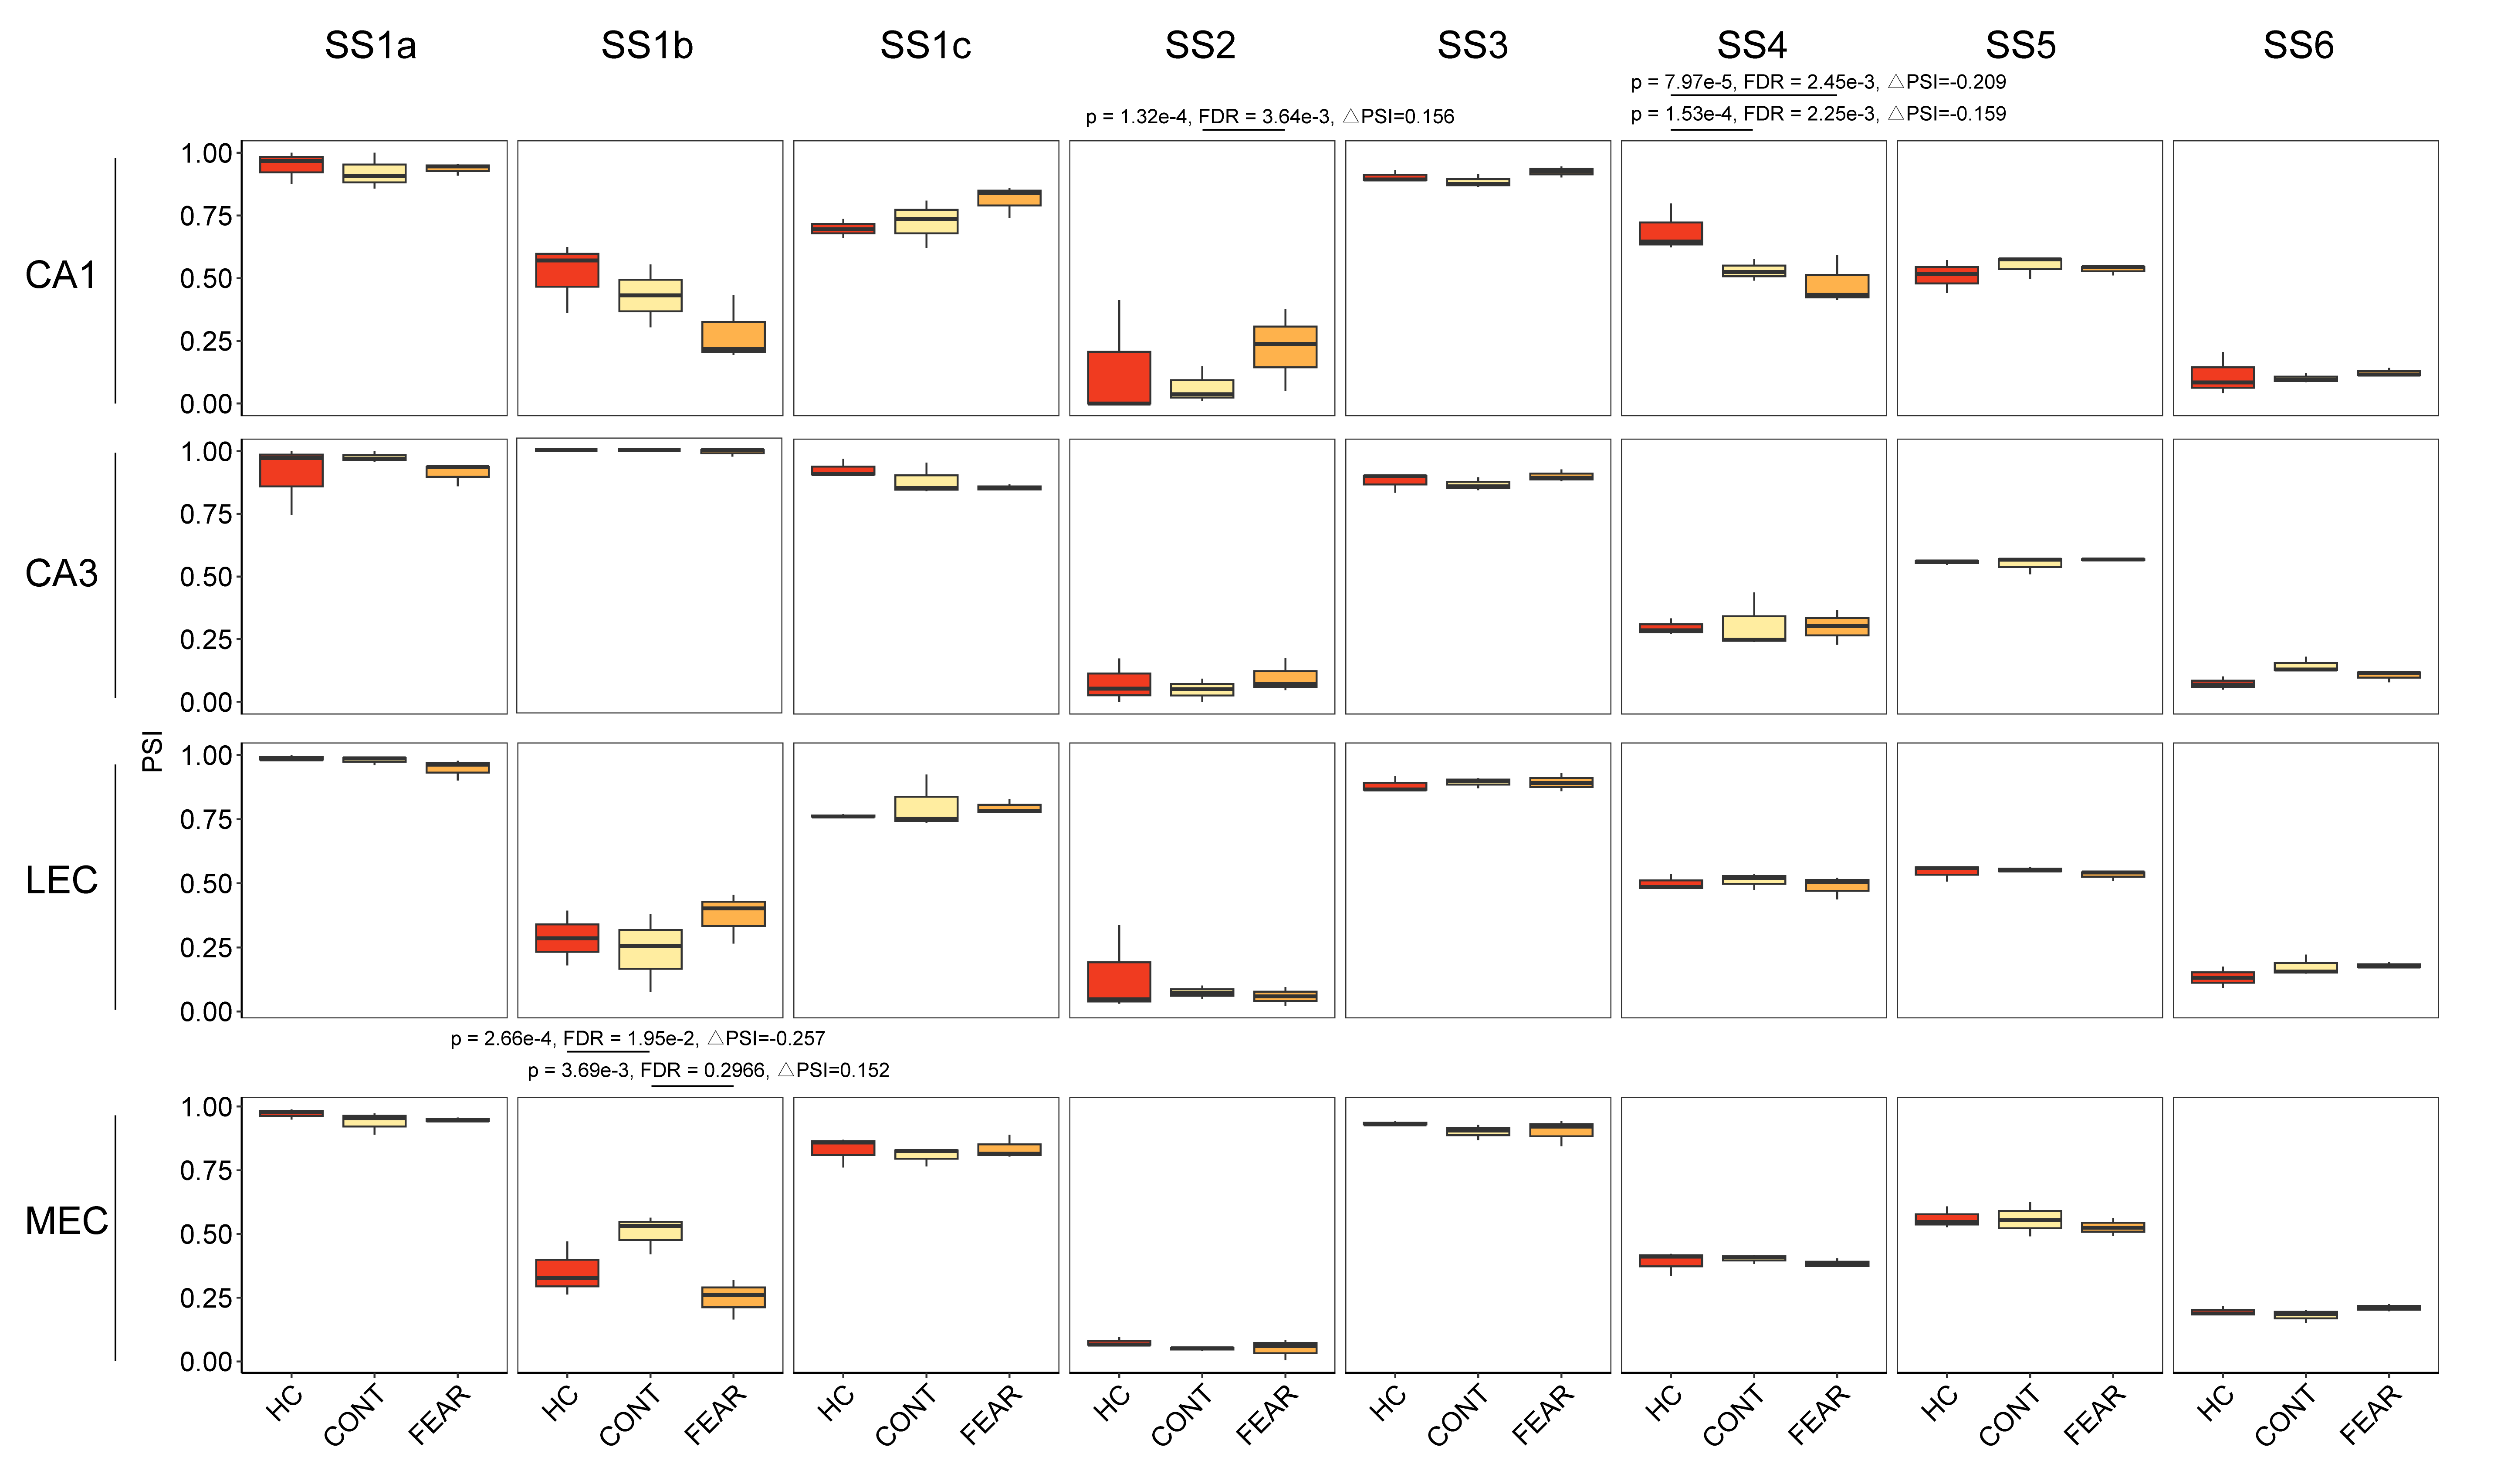 SS1a SS1b SS1c SS2 SS3 SS4 SS5 SS6
p = 7.97e-5, FDR = 2.45e-3, △PSI=-0.209
p = 1.32e-4, FDR = 3.64e-3, △PSI=0.156
p = 1.53e-4, FDR = 2.25e-3, △PSI=-0.159
CA1
1.00
0.75
0.50
0.25
0.00
CA3
1.00
0.75
0.50
0.25
0.00
PSI
LEC
1.00
0.75
0.50
0.25
0.00
p = 2.66e-4, FDR = 1.95e-2, △PSI=-0.257
p = 3.69e-3, FDR = 0.2966, △PSI=0.152
MEC
1.00
0.75
0.50
0.25
0.00
HC CONT FEAR HC CONT FEAR HC CONT FEAR HC CONT FEAR HC CONT FEAR HC CONT FEAR HC CONT FEAR HC CONT FEAR